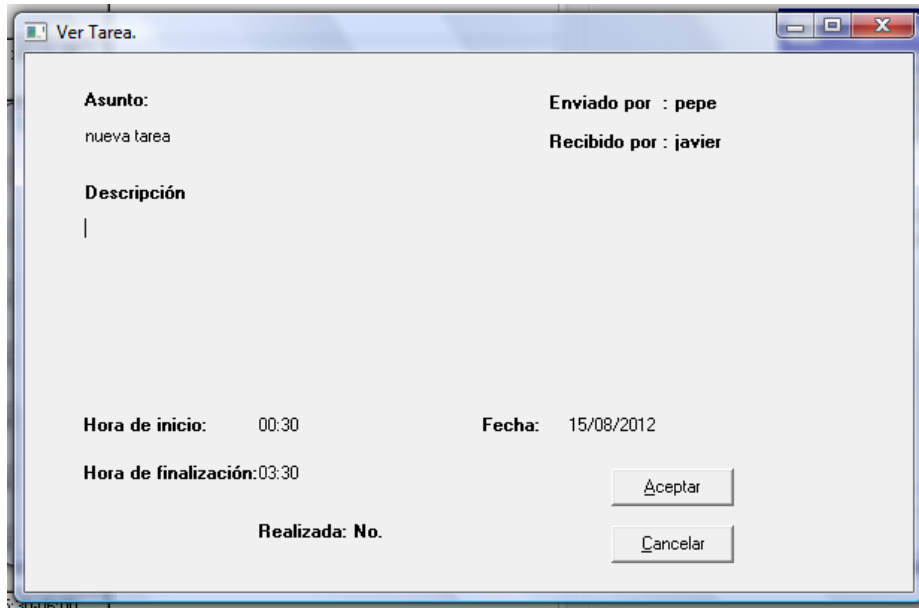 Ver Tarea.
Asunto:
Enviado por : pepe
nueva tarea
Recibido por : javier
Descripción
Hora de inicio: 00:30 Fecha: 15/08/2012
Hora de finalización:03:30
Aceptar
Realizada: No.
Cancelar